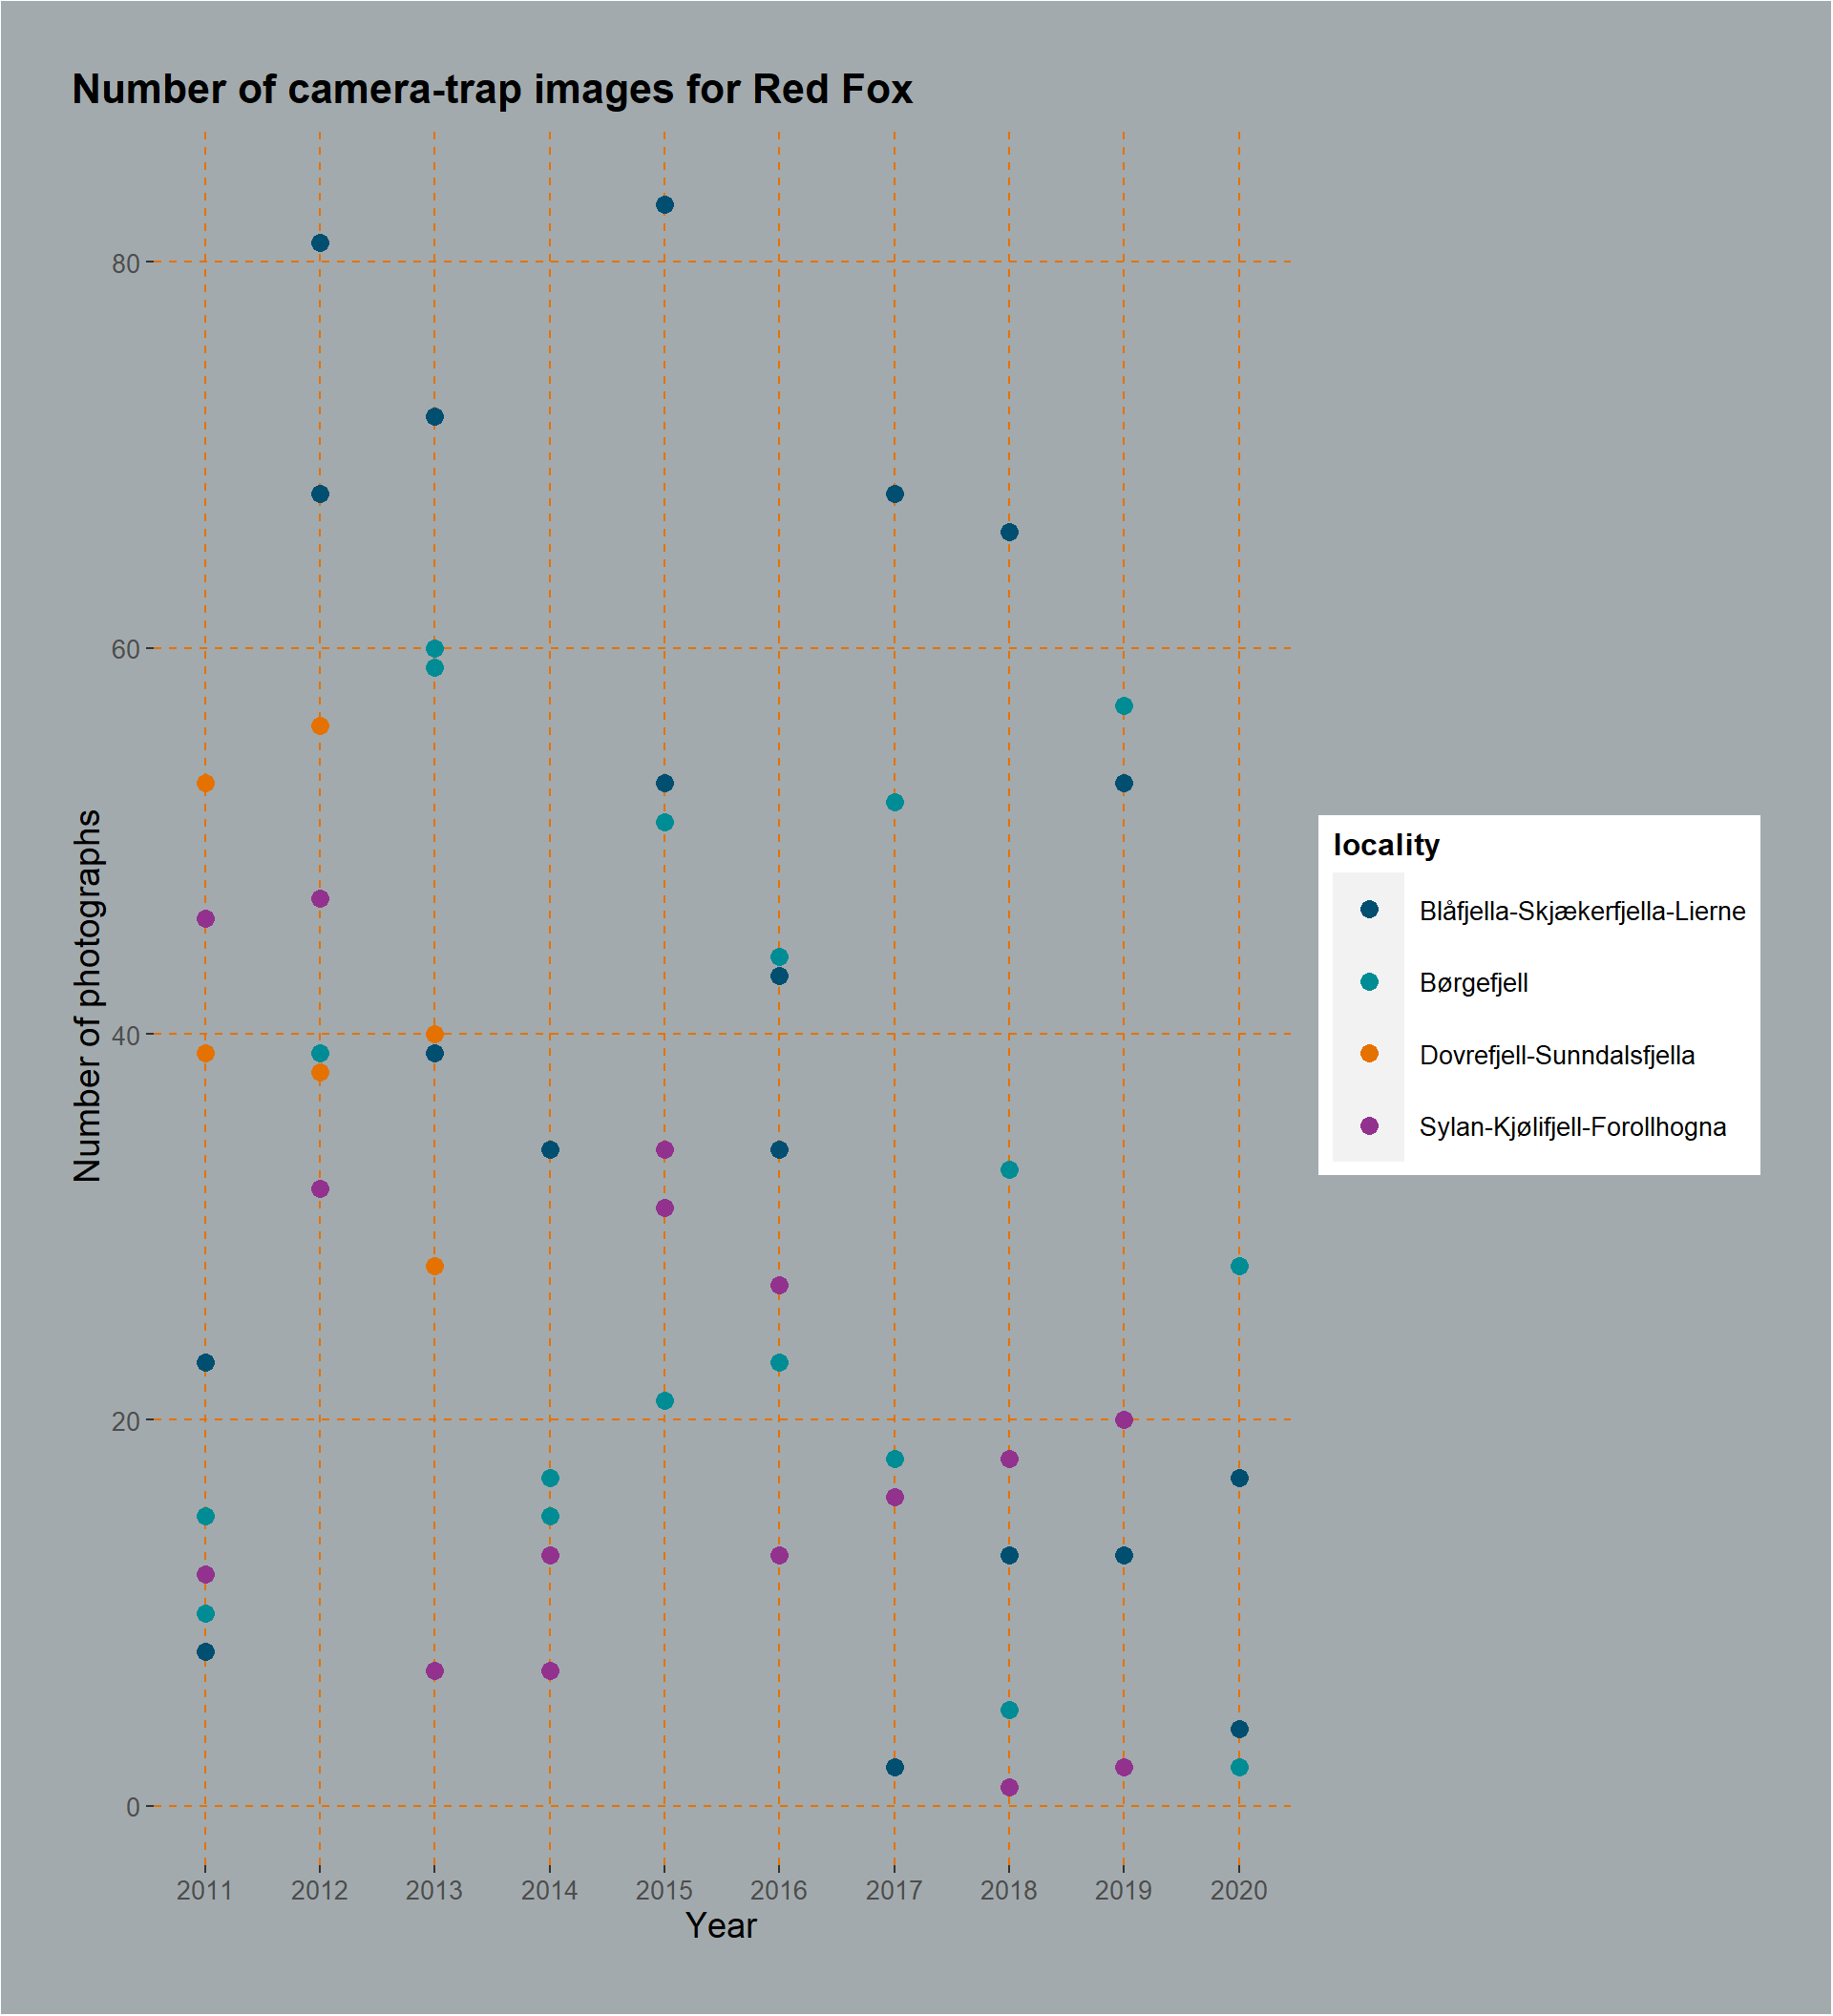 Number of camera-trap images for Red Fox
Number of photographs
80
60
40
20
0
2011 2012 2013 2014 2015 2016 2017 2018 2019 2020
Year
locality
Blåfjella-Skjækerfjella-Lierne
Børgefjell
Dovrefjell-Sunndalsfjella
Sylan-Kjølifjell-Forollhogna